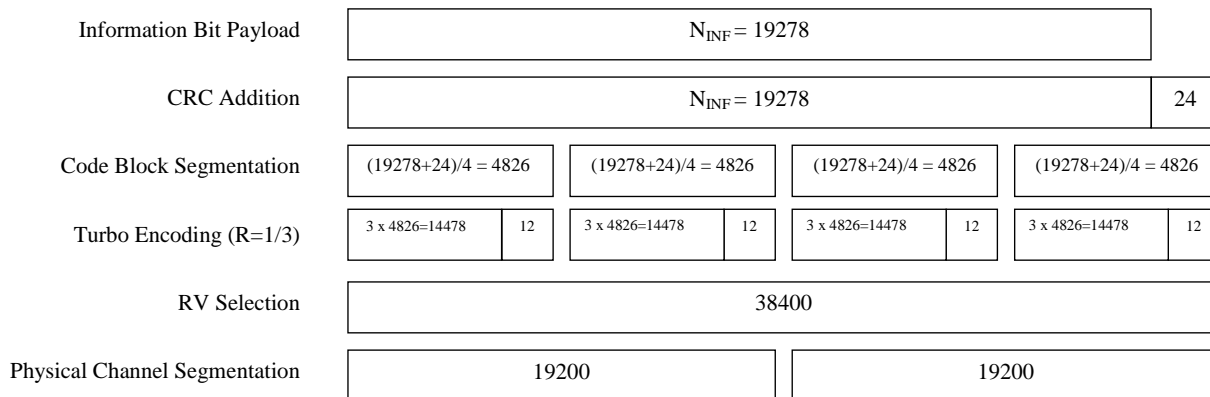 Information Bit Payload N_INF = 19278
CRC Addition N_INF = 19278 24
Code Block Segmentation (19278+24)/4 = 4826 (19278+24)/4 = 4826 (19278+24)/4 = 4826 (19278+24)/4 = 4826
Turbo Encoding (R=1/3) 3 x 4826=14478 12 3 x 4826=14478 12 3 x 4826=14478 12 3 x 4826=14478 12
RV Selection 38400
Physical Channel Segmentation 19200 19200